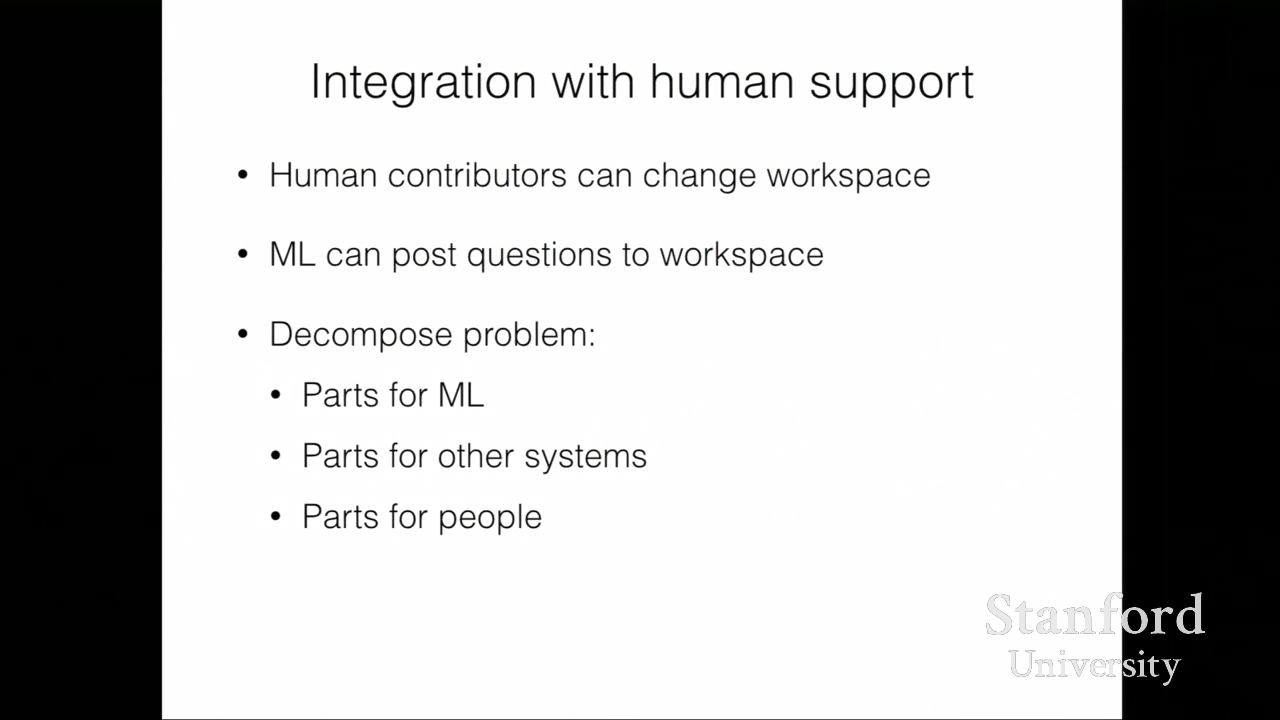 Integration with human support
• Human contributors can change workspace
• ML can post questions to workspace
• Decompose problem:
• Parts for ML
• Parts for other systems
• Parts for people
Stanford
University